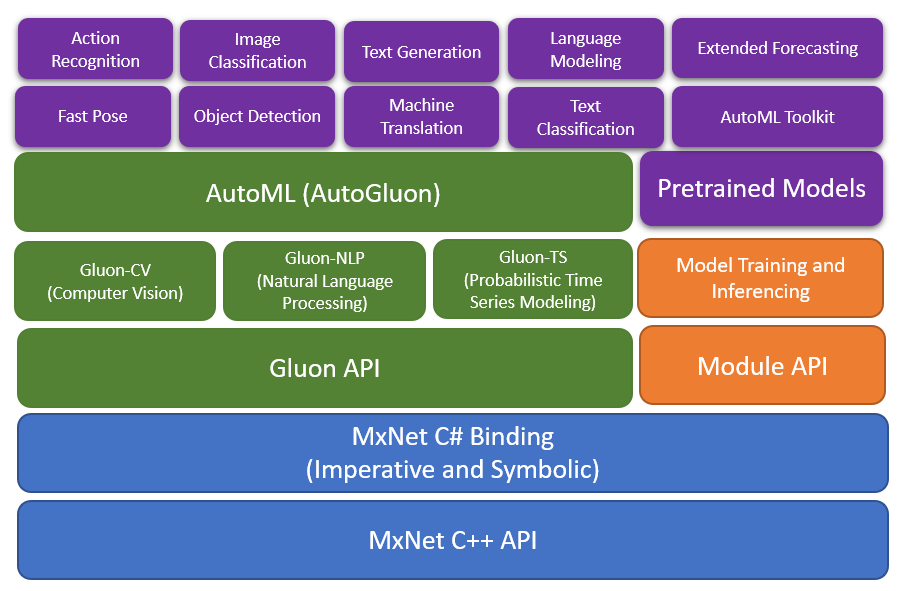 Action
Recognition
Image
Classification
Text Generation
Language
Modeling
Extended Forecasting
Fast Pose
Object Detection
Machine
Translation
Text
Classification
AutoML Toolkit
AutoML (AutoGluon)
Pretrained Models
Gluon-CV
(Computer Vision)
Gluon-NLP
(Natural Language
Processing)
Gluon-TS
(Probabilistic Time
Series Modeling)
Model Training and
Inferencing
Gluon API
Module API
MxNet C# Binding
(Imperative and Symbolic)
MxNet C++ API